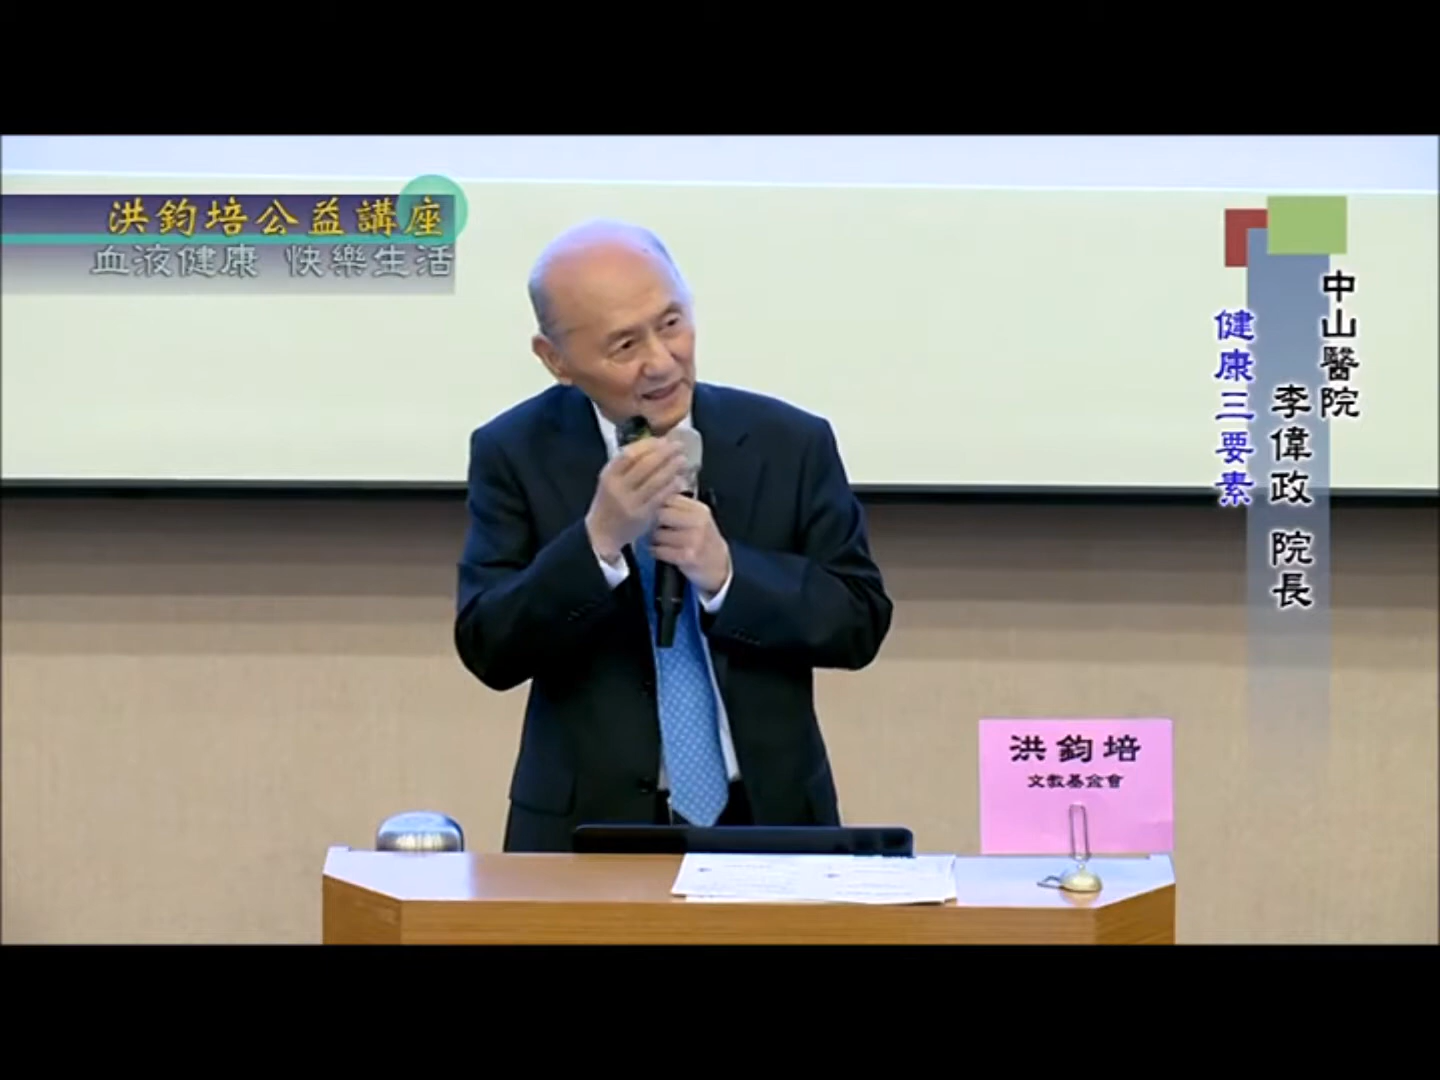 洪鈞培公益講座
血液健康 快樂生活
中山醫院
李偉政 院長
健康三要素
洪鈞培
文教基金會